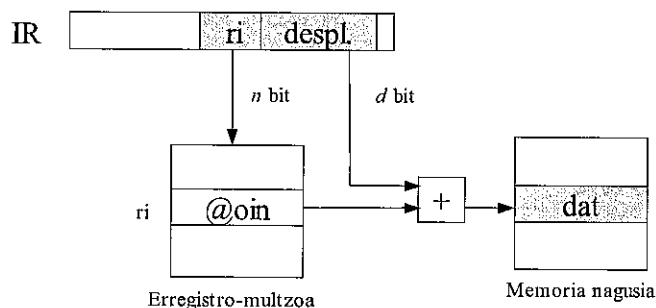 IR
ri despl.
n bit
d bit
ri
@oin
+
dat
Erregistro-multzoa
Memoria nagusia